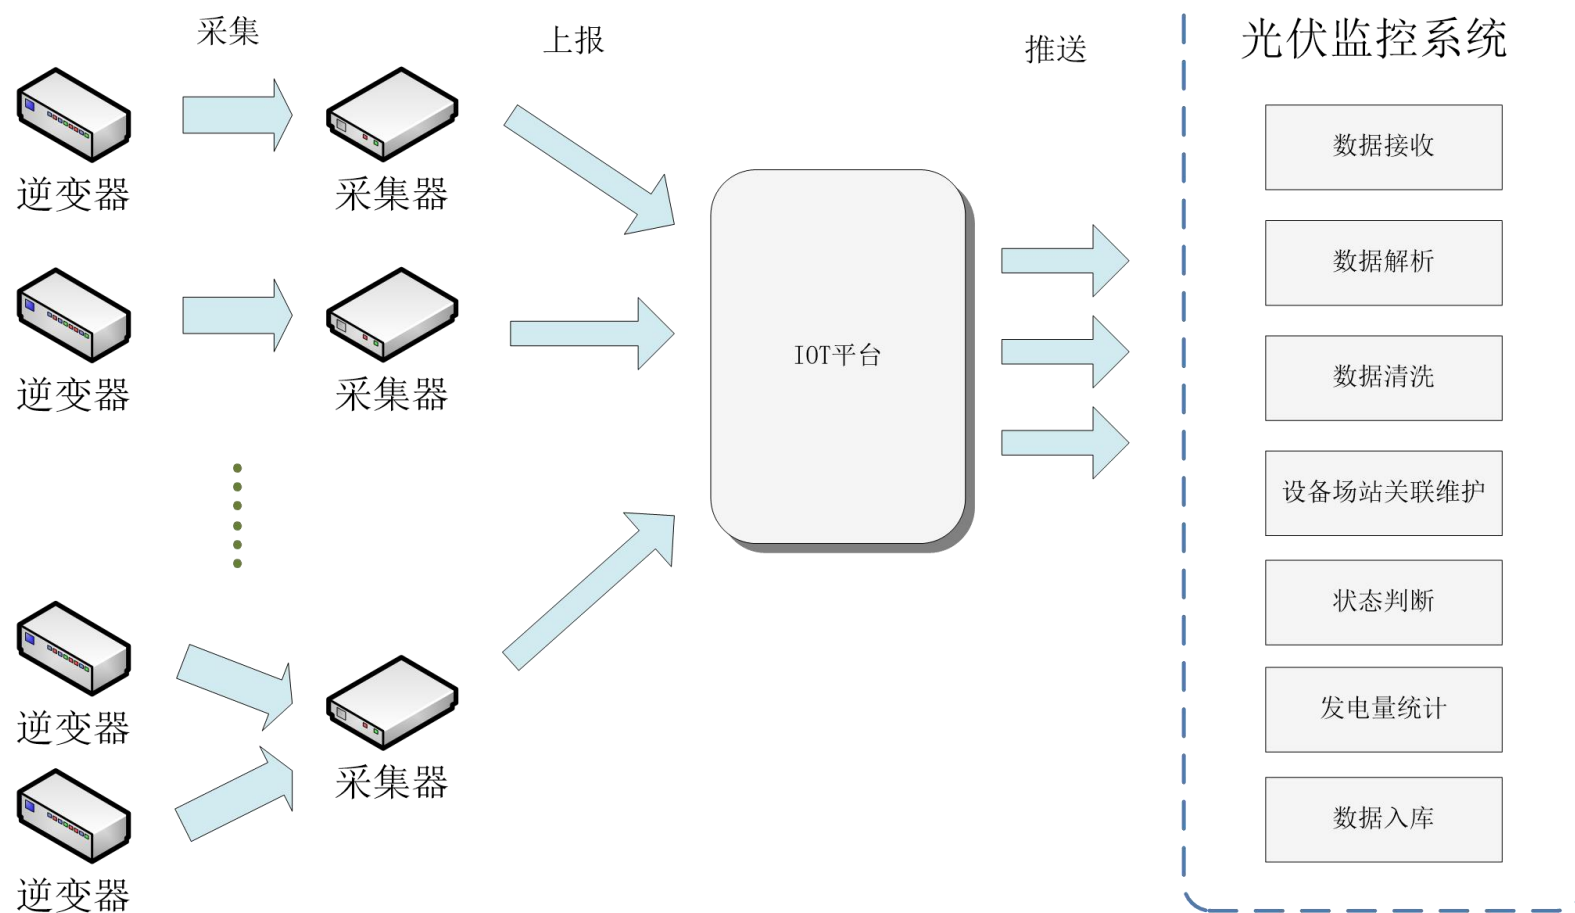 采集
上报
推送
光伏监控系统
逆变器
采集器
逆变器
采集器
逆变器
采集器
逆变器
IOT平台
数据接收
数据解析
数据清洗
设备场站关联维护
状态判断
发电量统计
数据入库